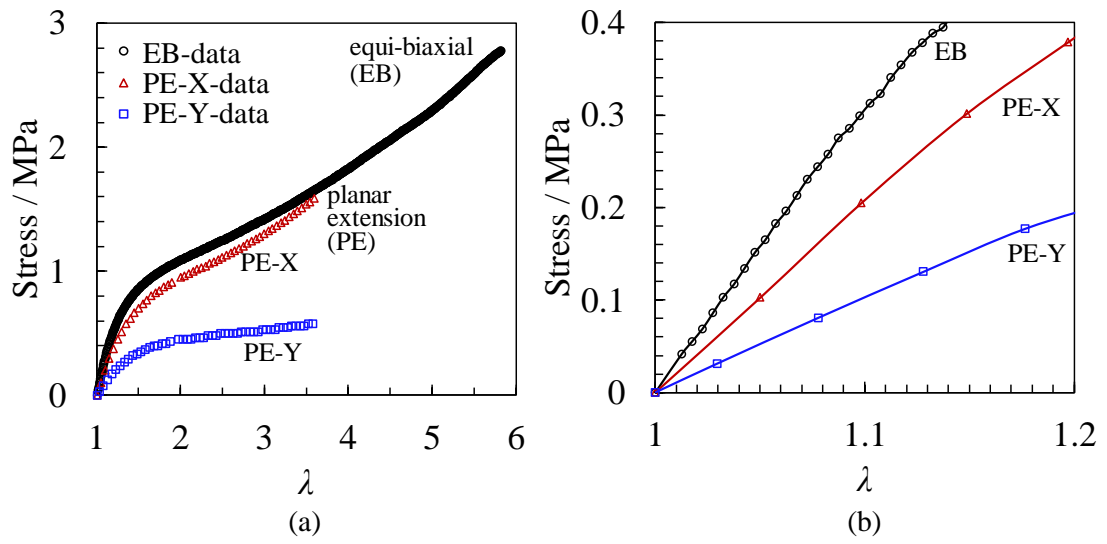 3
2
1
0
Stress / MPa
EB-data
PE-X-data
PE-Y-data
equi-biaxial
(EB)
planar
extension
(PE)
PE-X
PE-Y
1 2 3 4 5 6
λ
(a)
0.4
0.3
0.2
0.1
0
Stress / MPa
EB
PE-X
PE-Y
1 1.1 1.2
λ
(b)